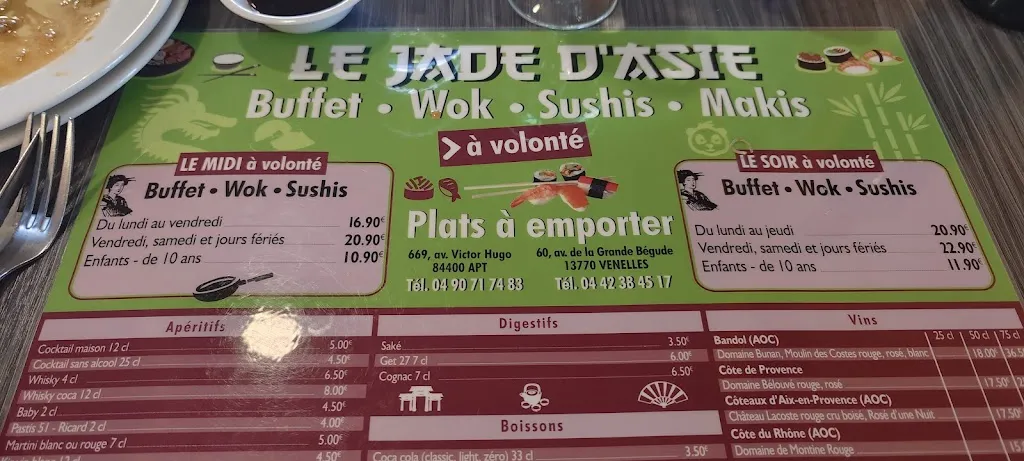 LE JADE D'ASIE
Buffet • Wok • Sushis • Makis
> à volonté
LE MIDI à volonté
Buffet • Wok • Sushis
Du lundi au vendredi 16.90€
Vendredi, samedi et jours fériés 20.90€
Enfants - de 10 ans 10.90€
Plats à emporter
669, av. Victor Hugo
84400 APT
Tél. 04 90 71 74 83
60, av. de la Grande Bégude
13770 VENELLES
Tél. 04 42 38 45 17
LE SOIR à volonté
Buffet • Wok • Sushis
Du lundi au jeudi 20.90€
Vendredi, samedi et jours fériés 22.90€
Enfants - de 10 ans 11.90€
Apéritifs
Cocktail maison 12 cl 5.00€
Cocktail sans alcool 25 cl 4.50€
Whisky 4 cl 6.50€
Whisky coca 12 cl 8.00€
Baby 2 cl 4.50€
Pastis 51 - Ricard 2 cl 4.00€
Martini blanc ou rouge 7 cl 5.00€
12 cl 4.50€
Digestifs
Saké 3.50€
Get 27 7 cl 6.00€
Cognac 7 cl 6.50€
Boissons
Coca cola (classic, light, zéro) 33 cl 3.50€
Vins
25 cl 50 cl 75 cl
Bandol (AOC)
Domaine Bunan, Moulin des Costes rouge, rosé, blanc 18.00€
Côte de Provence
Domaine Bélouvé rouge, rosé 17.50€
Côteaux d'Aix-en-Provence (AOC)
Château Lacoste rouge cru boisé, Rosé d'une Nuit 17.50€
Côte du Rhône (AOC)
Domaine de Montine Rouge